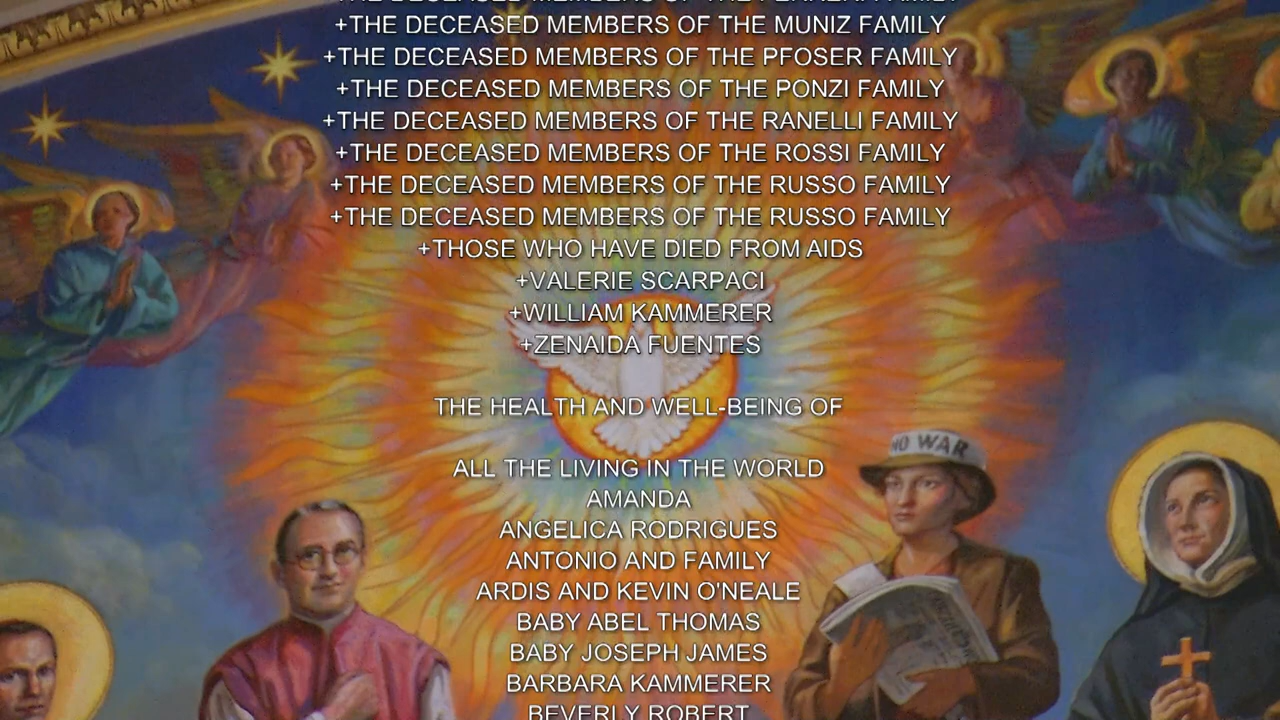 +THE DECEASED MEMBERS OF THE MUNIZ FAMILY
+THE DECEASED MEMBERS OF THE PFOSER FAMILY
+THE DECEASED MEMBERS OF THE PONZI FAMILY
+THE DECEASED MEMBERS OF THE RANELLI FAMILY
+THE DECEASED MEMBERS OF THE ROSSI FAMILY
+THE DECEASED MEMBERS OF THE RUSSO FAMILY
+THE DECEASED MEMBERS OF THE RUSSO FAMILY
+THOSE WHO HAVE DIED FROM AIDS
+VALERIE SCARPACI
+WILLIAM KAMMERER
+ZENAIDA FUENTES
THE HEALTH AND WELL-BEING OF
NO WAR
ALL THE LIVING IN THE WORLD
AMANDA
ANGELICA RODRIGUES
ANTONIO AND FAMILY
ARDIS AND KEVIN O'NEALE
BABY ABEL THOMAS
BABY JOSEPH JAMES
BARBARA KAMMERER
BEVERLY ROBERT